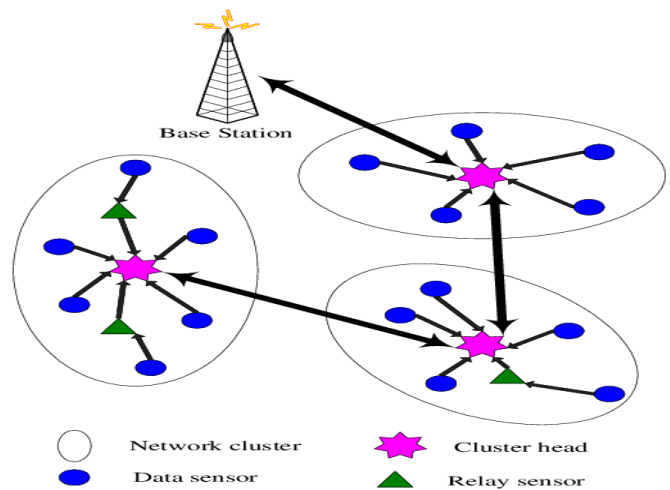 Base Station
Network cluster
Cluster head
Data sensor
Relay sensor